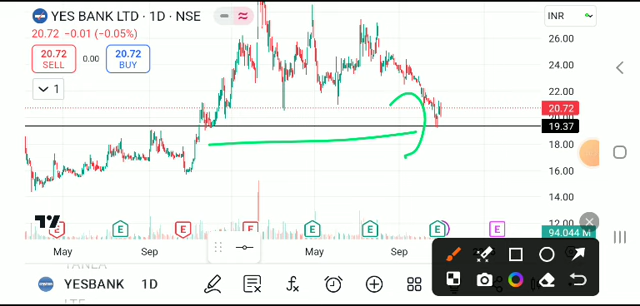 YES BANK LTD · 1D · NSE
INR
20.72 -0.01 (-0.05%)
20.72 SELL
0.00
20.72 BUY
1
26.00
24.00
22.00
20.72
19.37
18.00
16.00
14.00
12.00
94.044 M
E E E E E E E E
May Sep May Sep
YESBANK 1D